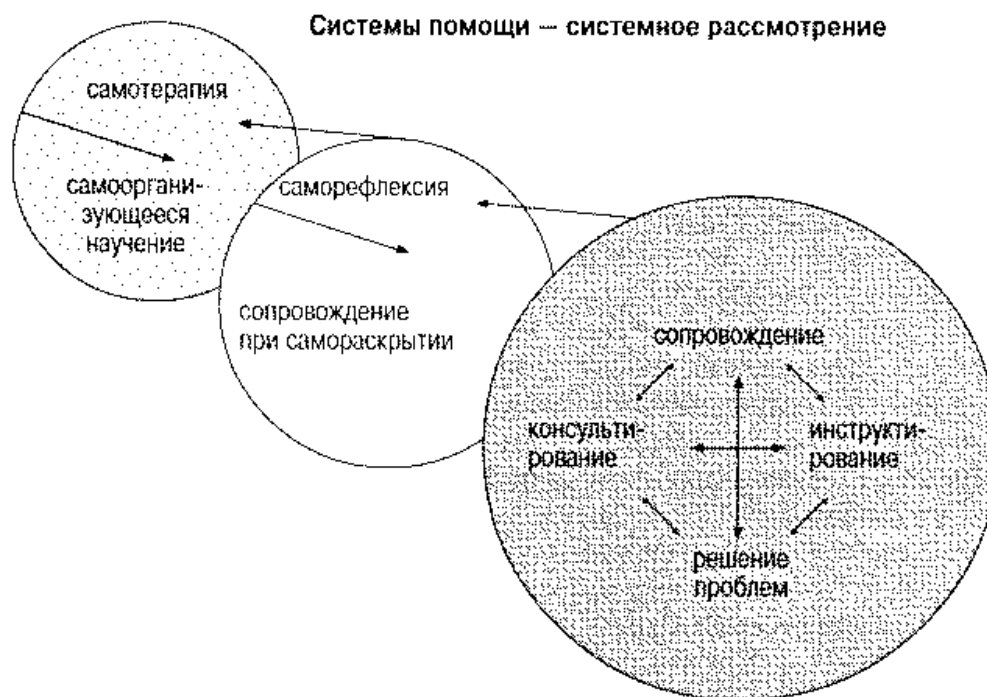 Системы помощи – системное рассмотрение
самотерапия
самооргани-
зующееся
научение
саморефлексия
сопровождение
при самораскрытии
сопровождение
консульти-
рование
инструкти-
рование
решение
проблем